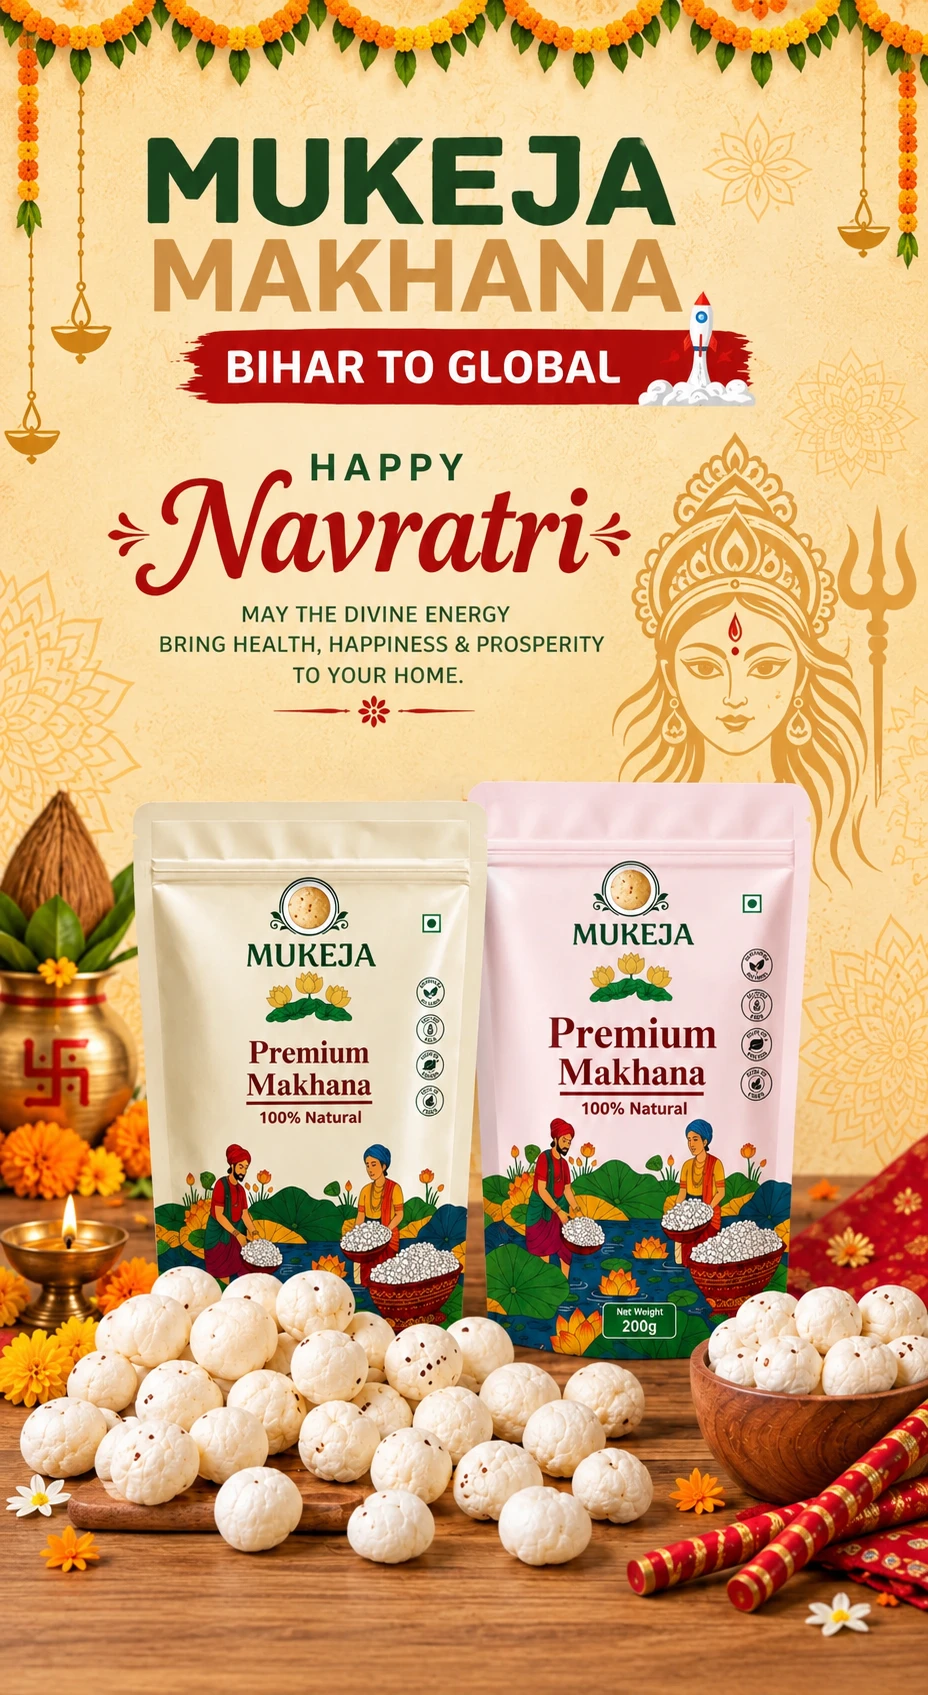 MUKEJA
MAKHANA
BIHAR TO GLOBAL
HAPPY
Navratri
MAY THE DIVINE ENERGY
BRING HEALTH, HAPPINESS & PROSPERITY
TO YOUR HOME.
MUKEJA
Premium
Makhana
100% Natural
MUKEJA
Premium
Makhana
100% Natural
Net Weight
200g